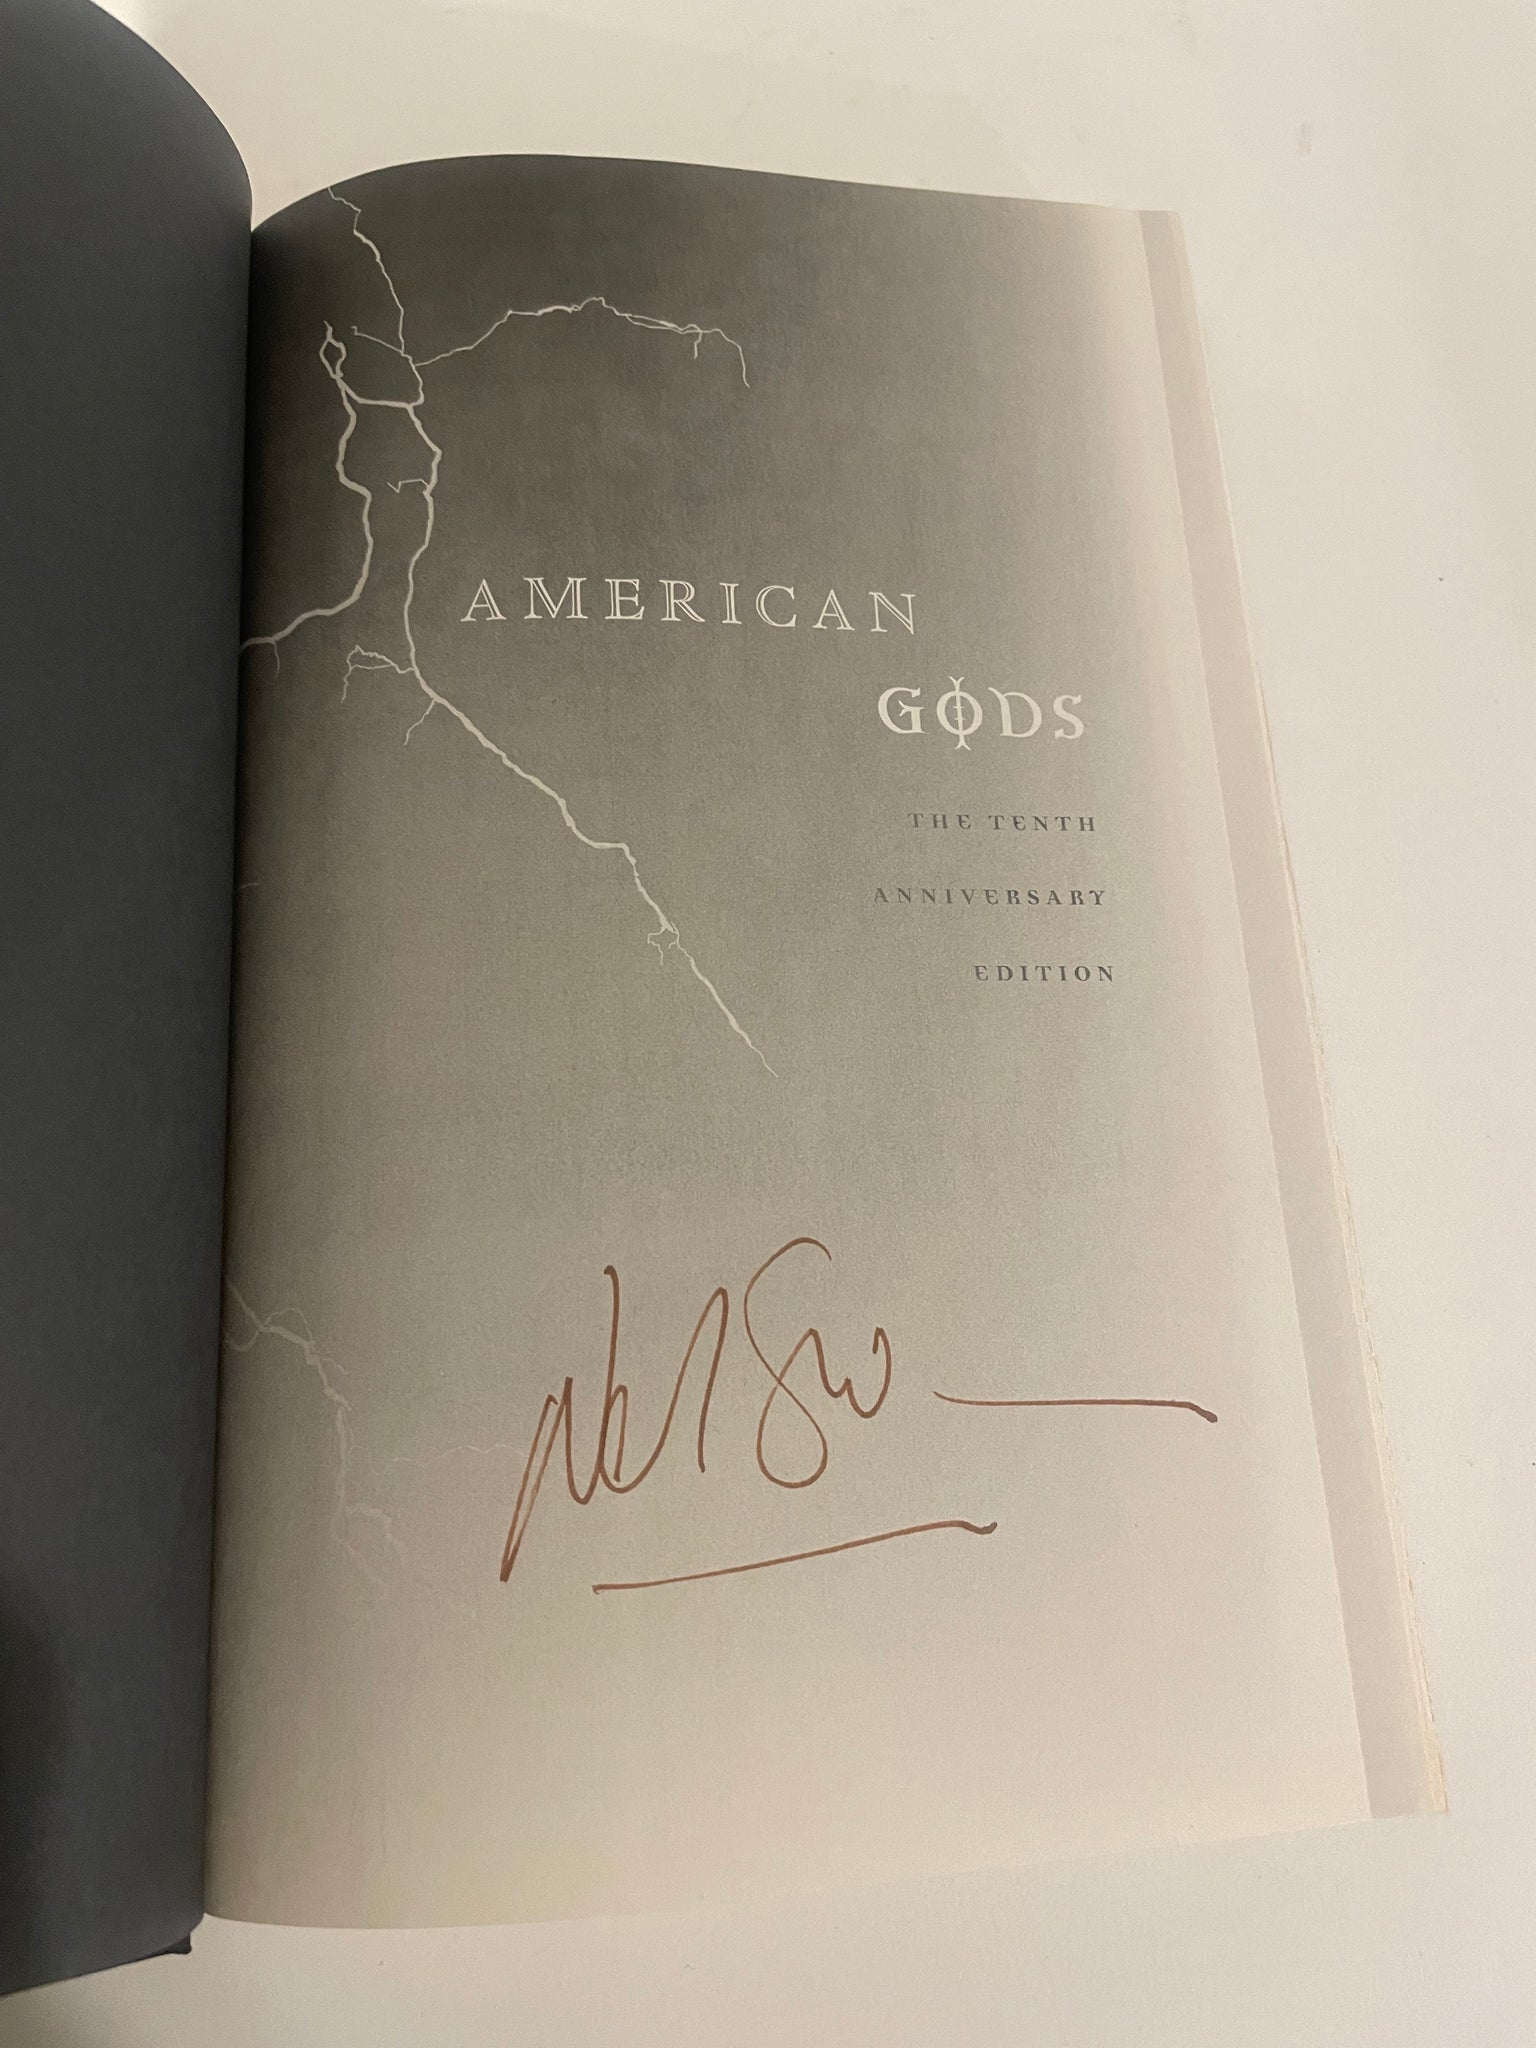 AMERICAN
GODS
THE TENTH
ANNIVERSARY
EDITION